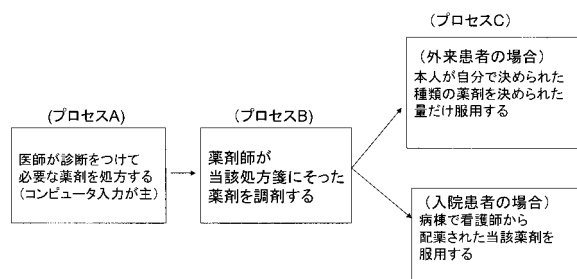 (プロセスA)
医師が診断をつけて
必要な薬剤を処方する
(コンピュータ入力が主)
(プロセスB)
薬剤師が
当該処方箋にそった
薬剤を調剤する
(プロセスC)
(外来患者の場合)
本人が自分で決められた
種類の薬剤を決められた
量だけ服用する
(入院患者の場合)
病棟で看護師から
配薬された当該薬剤を
服用する